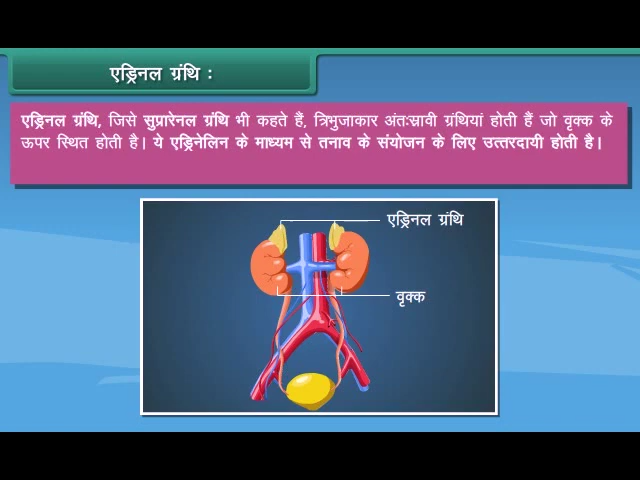 एड्रिनल ग्रंथि :
एड्रिनल ग्रंथि, जिसे सुप्रारेनल ग्रंथि भी कहते हैं, त्रिभुजाकार अंतःस्रावी ग्रंथियां होती हैं जो वृक्क के
ऊपर स्थित होती है। ये एड्रिनेलिन के माध्यम से तनाव के संयोजन के लिए उत्तरदायी होती है।
एड्रिनल ग्रंथि
वृक्क